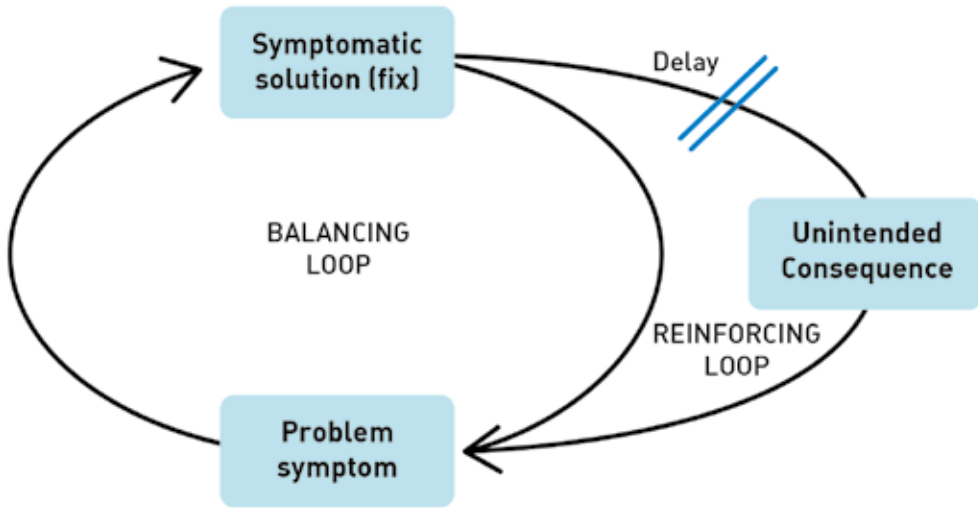 Symptomatic
solution (fix)
Delay
BALANCING
LOOP
Unintended
Consequence
REINFORCING
LOOP
Problem
symptom